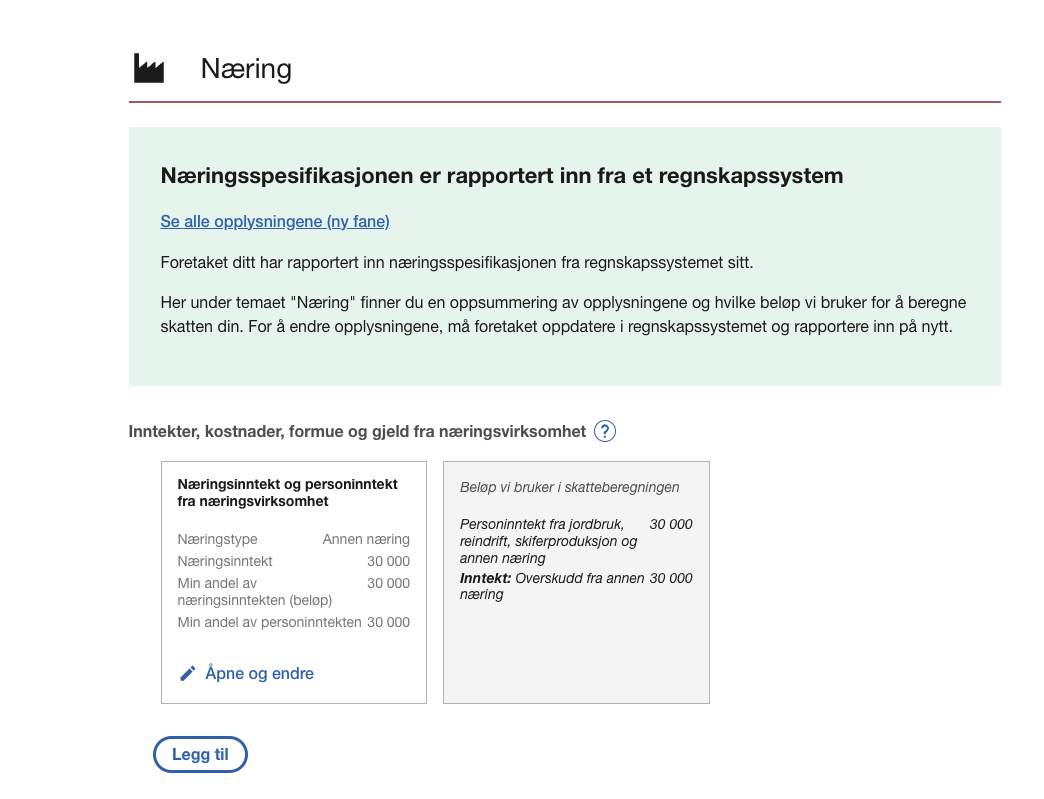 Næring
Næringsspesifikasjonen er rapportert inn fra et regnskapssystem
Se alle opplysningene (ny fane)
Foretaket ditt har rapportert inn næringsspesifikasjonen fra regnskapssystemet sitt.
Her under temaet "Næring" finner du en oppsummering av opplysningene og hvilke beløp vi bruker for å beregne
skatten din. For å endre opplysningene, må foretaket oppdatere i regnskapssystemet og rapportere inn på nytt.
Inntekter, kostnader, formue og gjeld fra næringsvirksomhet ?
Næringsinntekt og personinntekt
fra næringsvirksomhet
Næringstype Annen næring
Næringsinntekt 30 000
Min andel av 30 000
næringsinntekten (beløp)
Min andel av personinntekten 30 000
Åpne og endre
Beløp vi bruker i skatteberegningen
Personinntekt fra jordbruk, 30 000
reindrift, skiferproduksjon og
annen næring
Inntekt: Overskudd fra annen 30 000
næring
Legg til